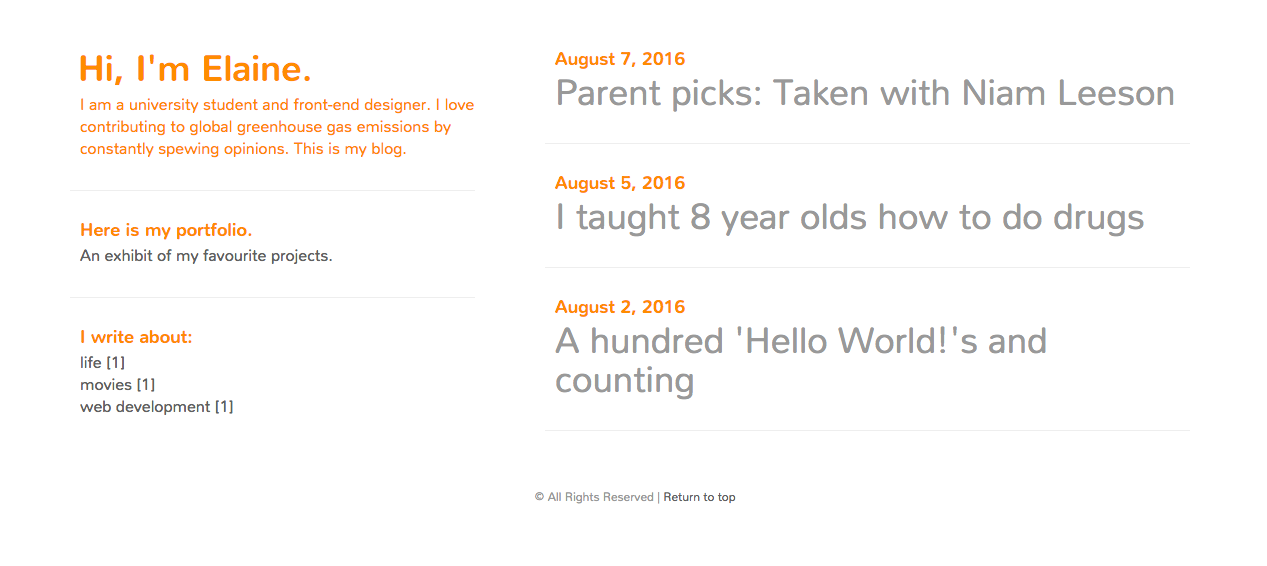 Hi, I'm Elaine.
I am a university student and front-end designer. I love
contributing to global greenhouse gas emissions by
constantly spewing opinions. This is my blog.
Here is my portfolio.
An exhibit of my favourite projects.
I write about:
life [1]
movies [1]
web development [1]
August 7, 2016
Parent picks: Taken with Niam Leeson
August 5, 2016
I taught 8 year olds how to do drugs
August 2, 2016
A hundred 'Hello World!'s and
counting
© All Rights Reserved | Return to top